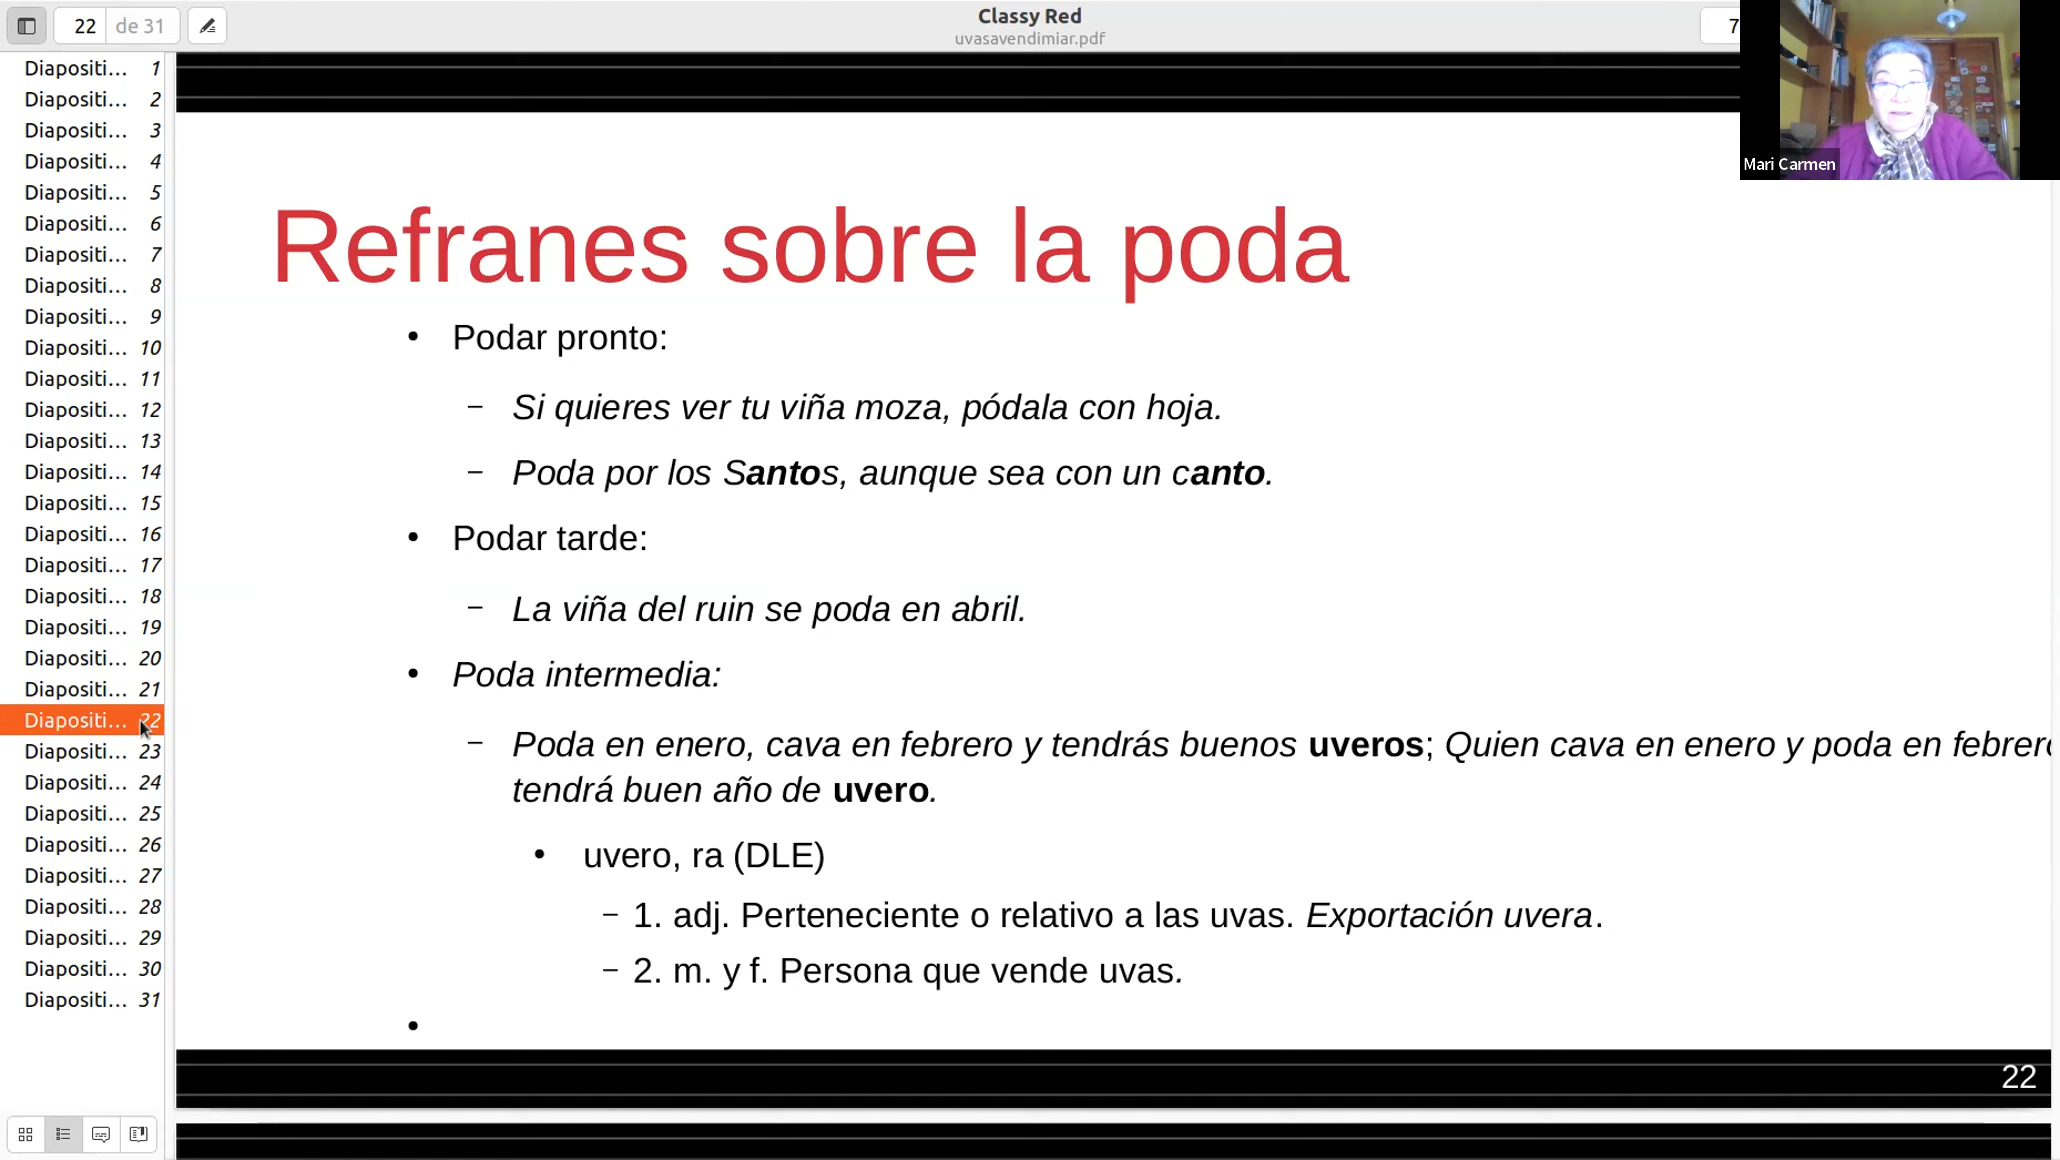 22 de 31
Classy Red
uvasavendimiar.pdf
7
Mari Carmen
Diapositi... 1
Diapositi... 2
Diapositi... 3
Diapositi... 4
Diapositi... 5
Diapositi... 6
Diapositi... 7
Diapositi... 8
Diapositi... 9
Diapositi... 10
Diapositi... 11
Diapositi... 12
Diapositi... 13
Diapositi... 14
Diapositi... 15
Diapositi... 16
Diapositi... 17
Diapositi... 18
Diapositi... 19
Diapositi... 20
Diapositi... 21
Diapositi... 22
Diapositi... 23
Diapositi... 24
Diapositi... 25
Diapositi... 26
Diapositi... 27
Diapositi... 28
Diapositi... 29
Diapositi... 30
Diapositi... 31
Refranes sobre la poda
• Podar pronto:
– Si quieres ver tu viña moza, pódala con hoja.
– Poda por los Santos, aunque sea con un canto.
• Podar tarde:
– La viña del ruin se poda en abril.
• Poda intermedia:
– Poda en enero, cava en febrero y tendrás buenos uveros; Quien cava en enero y poda en febrero
tendrá buen año de uvero.
• uvero, ra (DLE)
– 1. adj. Perteneciente o relativo a las uvas. Exportación uvera.
– 2. m. y f. Persona que vende uvas.
•
22